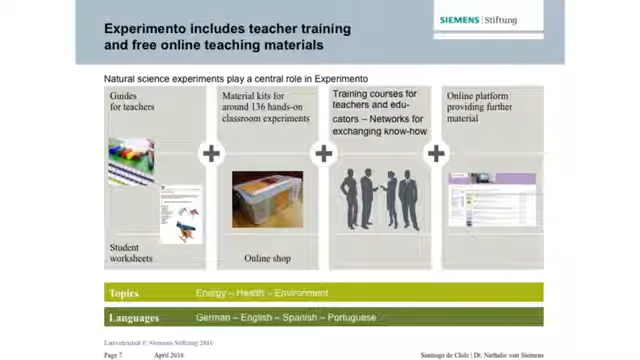 Experimento includes teacher training
and free online teaching materials
SIEMENS | Stiftung
Natural science experiments play a central role in Experimento
Guides
for teachers
Student
worksheets
Material kits for
around 136 hands-on
classroom experiments
Online shop
Training courses for
teachers and edu-
cators – Networks for
exchanging know-how
Online platform
providing further
material
Topics Energy – Health – Environment
Languages German – English – Spanish – Portuguese
© Siemens Stiftung 2016
Page 7 April 2016 Santiago de Chile | Dr. Nathalie von Siemens